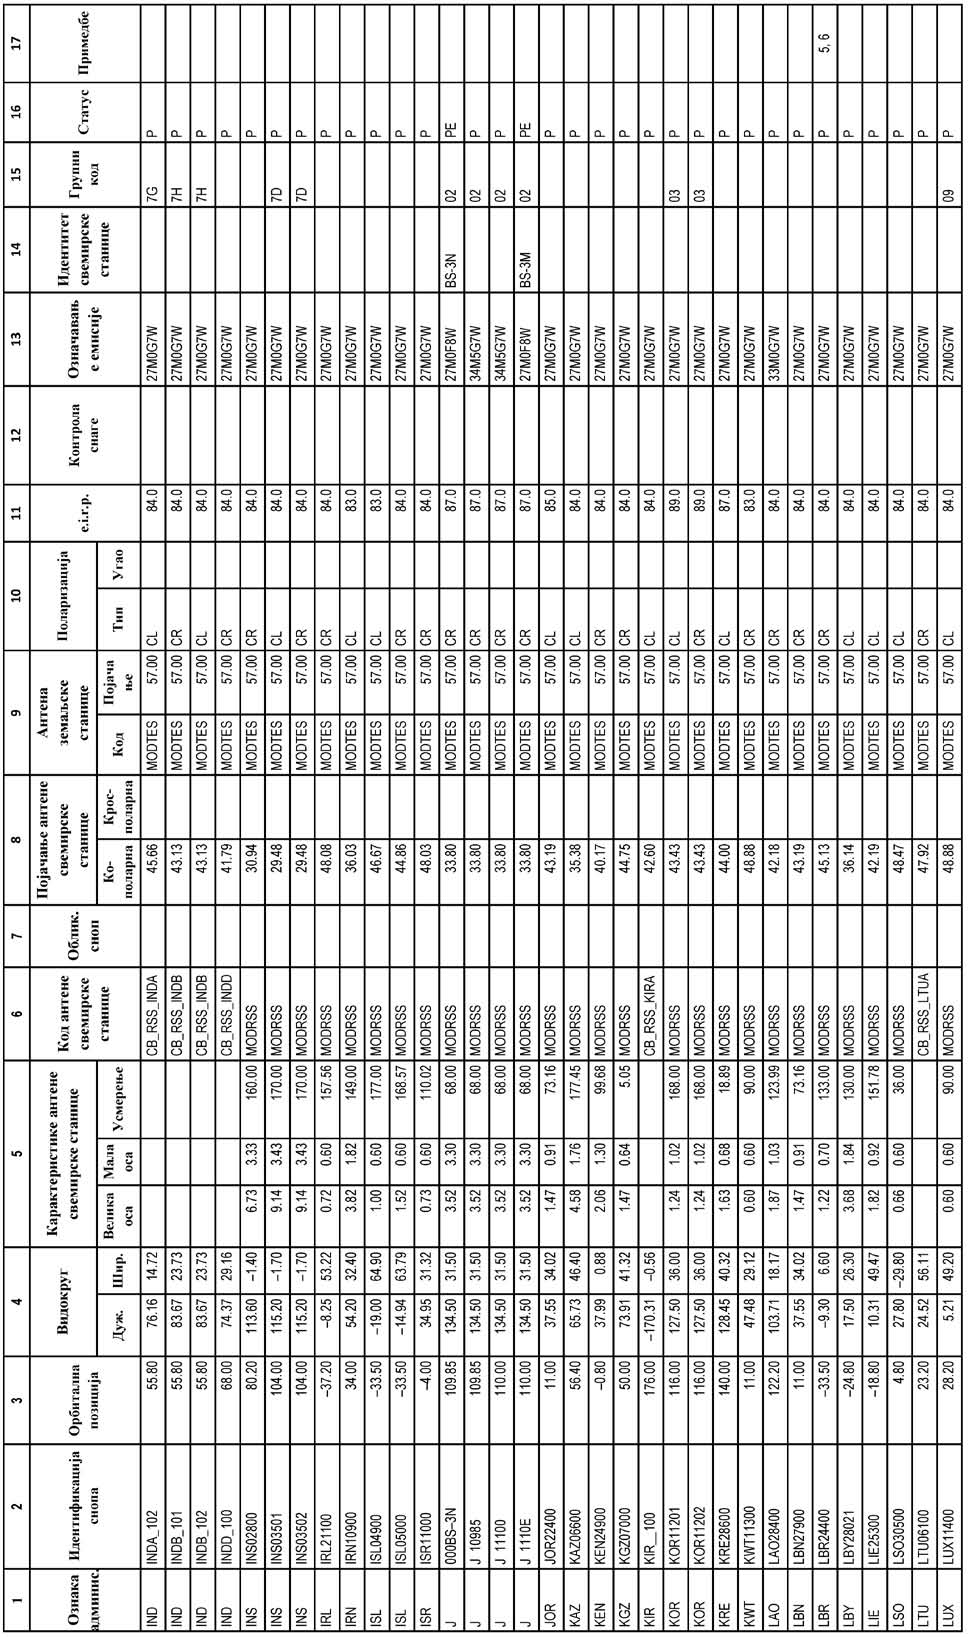 1 2 3 4 5 6 7 8 9 10 11 12 13 14 15 16 17
Ознака админис. Идентификација снопа Орбитална позиција Видокруг Карактеристике антене свемирске станице Код антене свемирске станице Облик. сноп Појачање антене свемирске станице Антена земаљске станице Поларизација e.i.r.p. Контрола снаге Означавањ е емисије Идентитет свемирске станице Групни код Статус Примедбе
Дуж. Шир. Велика оса Мала оса Усмерење Ко-поларна Крос-поларна Код Појача ње Тип Угао
IND INDA_102 55.80 76.16 14.72 CB_RSS_INDA 45.66 MODTES 57.00 CL 84.0 27M0G7W 7G P
IND INDB_101 55.80 83.67 23.73 CB_RSS_INDB 43.13 MODTES 57.00 CR 84.0 27M0G7W 7H P
IND INDB_102 55.80 83.67 23.73 CB_RSS_INDB 43.13 MODTES 57.00 CL 84.0 27M0G7W 7H P
IND INDD_100 68.00 74.37 29.16 CB_RSS_INDD 41.79 MODTES 57.00 CR 84.0 27M0G7W P
INS INS02800 80.20 113.60 –1.40 6.73 3.33 160.00 MODRSS 30.94 MODTES 57.00 CR 84.0 27M0G7W P
INS INS03501 104.00 115.20 –1.70 9.14 3.43 170.00 MODRSS 29.48 MODTES 57.00 CL 84.0 27M0G7W 7D P
INS INS03502 104.00 115.20 –1.70 9.14 3.43 170.00 MODRSS 29.48 MODTES 57.00 CR 84.0 27M0G7W 7D P
IRL IRL21100 –37.20 –8.25 53.22 0.72 0.60 157.56 MODRSS 48.08 MODTES 57.00 CR 84.0 27M0G7W P
IRN IRN10900 34.00 54.20 32.40 3.82 1.82 149.00 MODRSS 36.03 MODTES 57.00 CL 83.0 27M0G7W P
ISL ISL04900 –33.50 –19.00 64.90 1.00 0.60 177.00 MODRSS 46.67 MODTES 57.00 CL 83.0 27M0G7W P
ISL ISL05000 –33.50 –14.94 63.79 1.52 0.60 168.57 MODRSS 44.86 MODTES 57.00 CR 84.0 27M0G7W P
ISR ISR11000 –4.00 34.95 31.32 0.73 0.60 110.02 MODRSS 48.03 MODTES 57.00 CR 84.0 27M0G7W P
J 000BS–3N 109.85 134.50 31.50 3.52 3.30 68.00 MODRSS 33.80 MODTES 57.00 CR 87.0 27M0F8W BS-3N 02 PE
J J 10985 109.85 134.50 31.50 3.52 3.30 68.00 MODRSS 33.80 MODTES 57.00 CR 87.0 34M5G7W 02 P
J J 11100 110.00 134.50 31.50 3.52 3.30 68.00 MODRSS 33.80 MODTES 57.00 CR 87.0 34M5G7W 02 P
J J 1110E 110.00 134.50 31.50 3.52 3.30 68.00 MODRSS 33.80 MODTES 57.00 CR 87.0 27M0F8W BS-3M 02 PE
JOR JOR22400 11.00 37.55 34.02 1.47 0.91 73.16 MODRSS 43.19 MODTES 57.00 CL 85.0 27M0G7W P
KAZ KAZ06600 56.40 65.73 46.40 4.58 1.76 177.45 MODRSS 35.38 MODTES 57.00 CL 84.0 27M0G7W P
KEN KEN24900 –0.80 37.99 0.88 2.06 1.30 99.68 MODRSS 40.17 MODTES 57.00 CL 84.0 27M0G7W P
KGZ KGZ07000 50.00 73.91 41.32 1.47 0.64 5.05 MODRSS 44.75 MODTES 57.00 CR 84.0 27M0G7W P
KIR KIR__100 176.00 –170.31 –0.56 CB_RSS_KIRA 42.60 MODTES 57.00 CL 84.0 27M0G7W P
KOR KOR11201 116.00 127.50 36.00 1.24 1.02 168.00 MODRSS 43.43 MODTES 57.00 CL 89.0 27M0G7W 03 P
KOR KOR11202 116.00 127.50 36.00 1.24 1.02 168.00 MODRSS 43.43 MODTES 57.00 CR 89.0 27M0G7W 03 P
KRE KRE28600 140.00 128.45 40.32 1.63 0.68 18.89 MODRSS 44.00 MODTES 57.00 CL 87.0 27M0G7W P
KWT KWT11300 11.00 47.48 29.12 0.60 0.60 90.00 MODRSS 48.88 MODTES 57.00 CR 83.0 27M0G7W P
LAO LAO28400 122.20 103.71 18.17 1.87 1.03 123.99 MODRSS 42.18 MODTES 57.00 CL 84.0 33M0G7W P
LBN LBN27900 11.00 37.55 34.02 1.47 0.91 73.16 MODRSS 43.19 MODTES 57.00 CL 84.0 27M0G7W P
LBR LBR24400 –33.50 –9.30 6.60 1.22 0.70 133.00 MODRSS 45.13 MODTES 57.00 CR 84.0 27M0G7W P 5, 6
LBY LBY28021 –24.80 17.50 26.30 3.68 1.84 130.00 MODRSS 36.14 MODTES 57.00 CL 84.0 27M0G7W P
LIE LIE25300 –18.80 10.31 49.47 1.82 0.92 151.78 MODRSS 42.19 MODTES 57.00 CL 84.0 27M0G7W P
LSO LSO30500 4.80 27.80 –29.80 0.66 0.60 36.00 MODRSS 48.47 MODTES 57.00 CL 84.0 27M0G7W P
LTU LTU06100 23.20 24.52 56.11 CB_RSS_LTUA 47.92 MODTES 57.00 CR 84.0 27M0G7W P
LUX LUX11400 28.20 5.21 49.20 0.60 0.60 90.00 MODRSS 48.88 MODTES 57.00 CL 84.0 27M0G7W 09 P